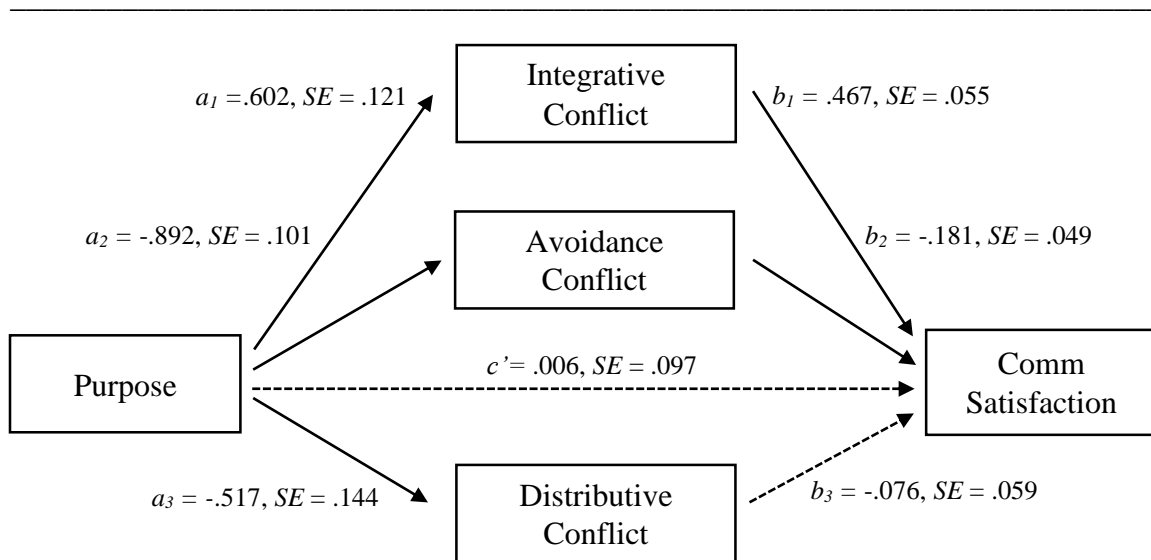 Integrative
Conflict
a1 =.602, SE = .121
b1 = .467, SE = .055
a2 = -.892, SE = .101
Avoidance
Conflict
b2 = -.181, SE = .049
Purpose
c’= .006, SE = .097
Comm
Satisfaction
a3 = -.517, SE = .144
Distributive
Conflict
b3 = -.076, SE = .059